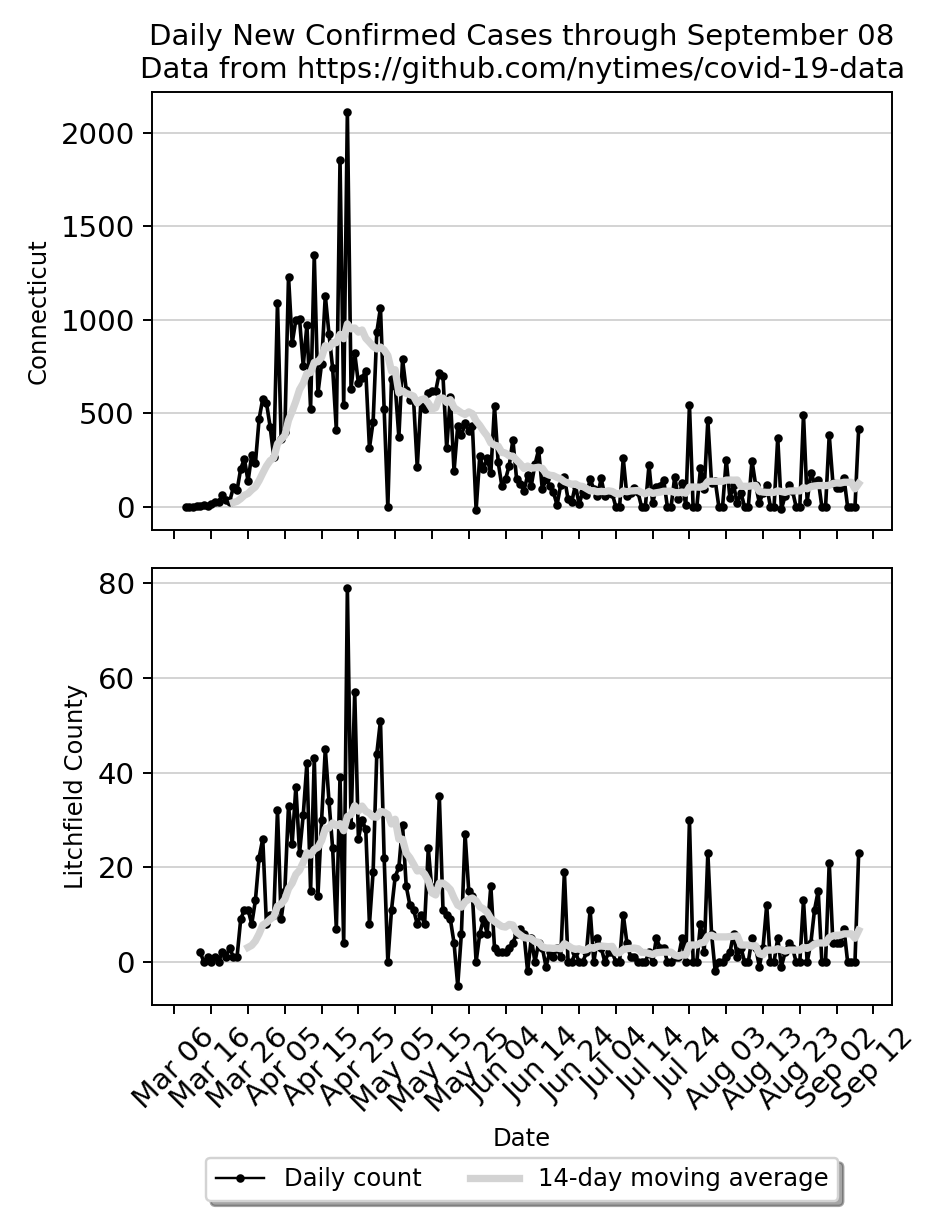 Daily New Confirmed Cases through September 08
Data from https://github.com/nytimes/covid-19-data
Connecticut
2000
1500
1000
500
0
Litchfield County
80
60
40
20
0
Mar 06
Mar 16
Mar 26
Apr 05
Apr 15
Apr 25
May 05
May 15
May 25
Jun 04
Jun 14
Jun 24
Jul 04
Jul 14
Jul 24
Aug 03
Aug 13
Aug 23
Sep 02
Sep 12
Date
Daily count
14-day moving average